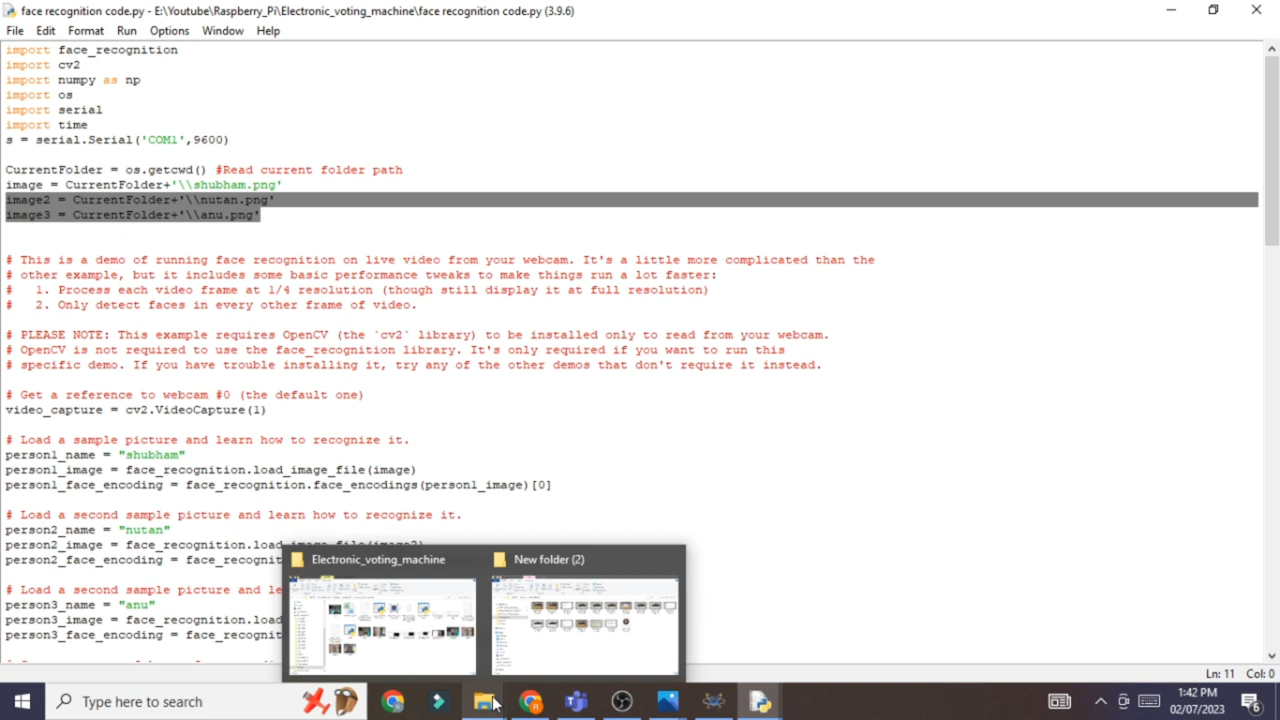 face recognition code.py - E:\Youtube\Raspberry_Pi\Electronic_voting_machine\face recognition code.py (3.9.6)
File Edit Format Run Options Window Help
import face_recognition
import cv2
import numpy as np
import os
import serial
import time
s = serial.Serial('COM1',9600)
CurrentFolder = os.getcwd() #Read current folder path
image = CurrentFolder+'\\shubham.png'
image2 = CurrentFolder+'\\nutan.png'
image3 = CurrentFolder+'\\anu.png'
# This is a demo of running face recognition on live video from your webcam. It's a little more complicated than the
# other example, but it includes some basic performance tweaks to make things run a lot faster:
#   1. Process each video frame at 1/4 resolution (though still display it at full resolution)
#   2. Only detect faces in every other frame of video.
# PLEASE NOTE: This example requires OpenCV (the `cv2` library) to be installed only to read from your webcam.
# OpenCV is not required to use the face_recognition library. It's only required if you want to run this
# specific demo. If you have trouble installing it, try any of the other demos that don't require it instead.
# Get a reference to webcam #0 (the default one)
video_capture = cv2.VideoCapture(1)
# Load a sample picture and learn how to recognize it.
person1_name = "shubham"
person1_image = face_recognition.load_image_file(image)
person1_face_encoding = face_recognition.face_encodings(person1_image)[0]
# Load a second sample picture and learn how to recognize it.
person2_name = "nutan"
person2_image = face_recognition.load_image_file(image2)
person2_face_encoding = face_recognit
# Load a third sample picture and le
person3_name = "anu"
person3_image = face_recognition.load
person3_face_encoding = face_recognit
Electronic_voting_machine
New folder (2)
Ln: 11 Col: 0
Type here to search
1:42 PM
02/07/2023
6